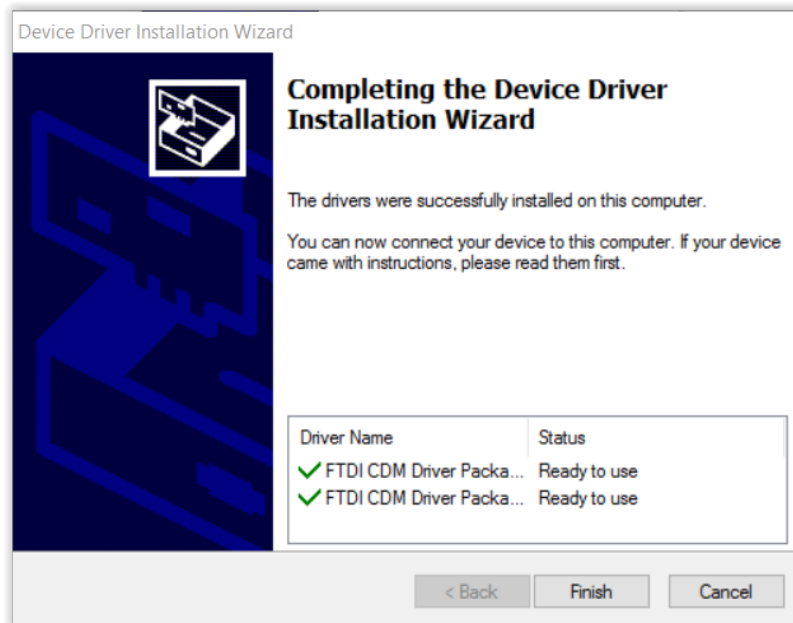 Device Driver Installation Wizard
Completing the Device Driver
Installation Wizard
The drivers were successfully installed on this computer.
You can now connect your device to this computer. If your device
came with instructions, please read them first.
Driver Name Status
FTDI CDM Driver Packa... Ready to use
FTDI CDM Driver Packa... Ready to use
< Back Finish Cancel